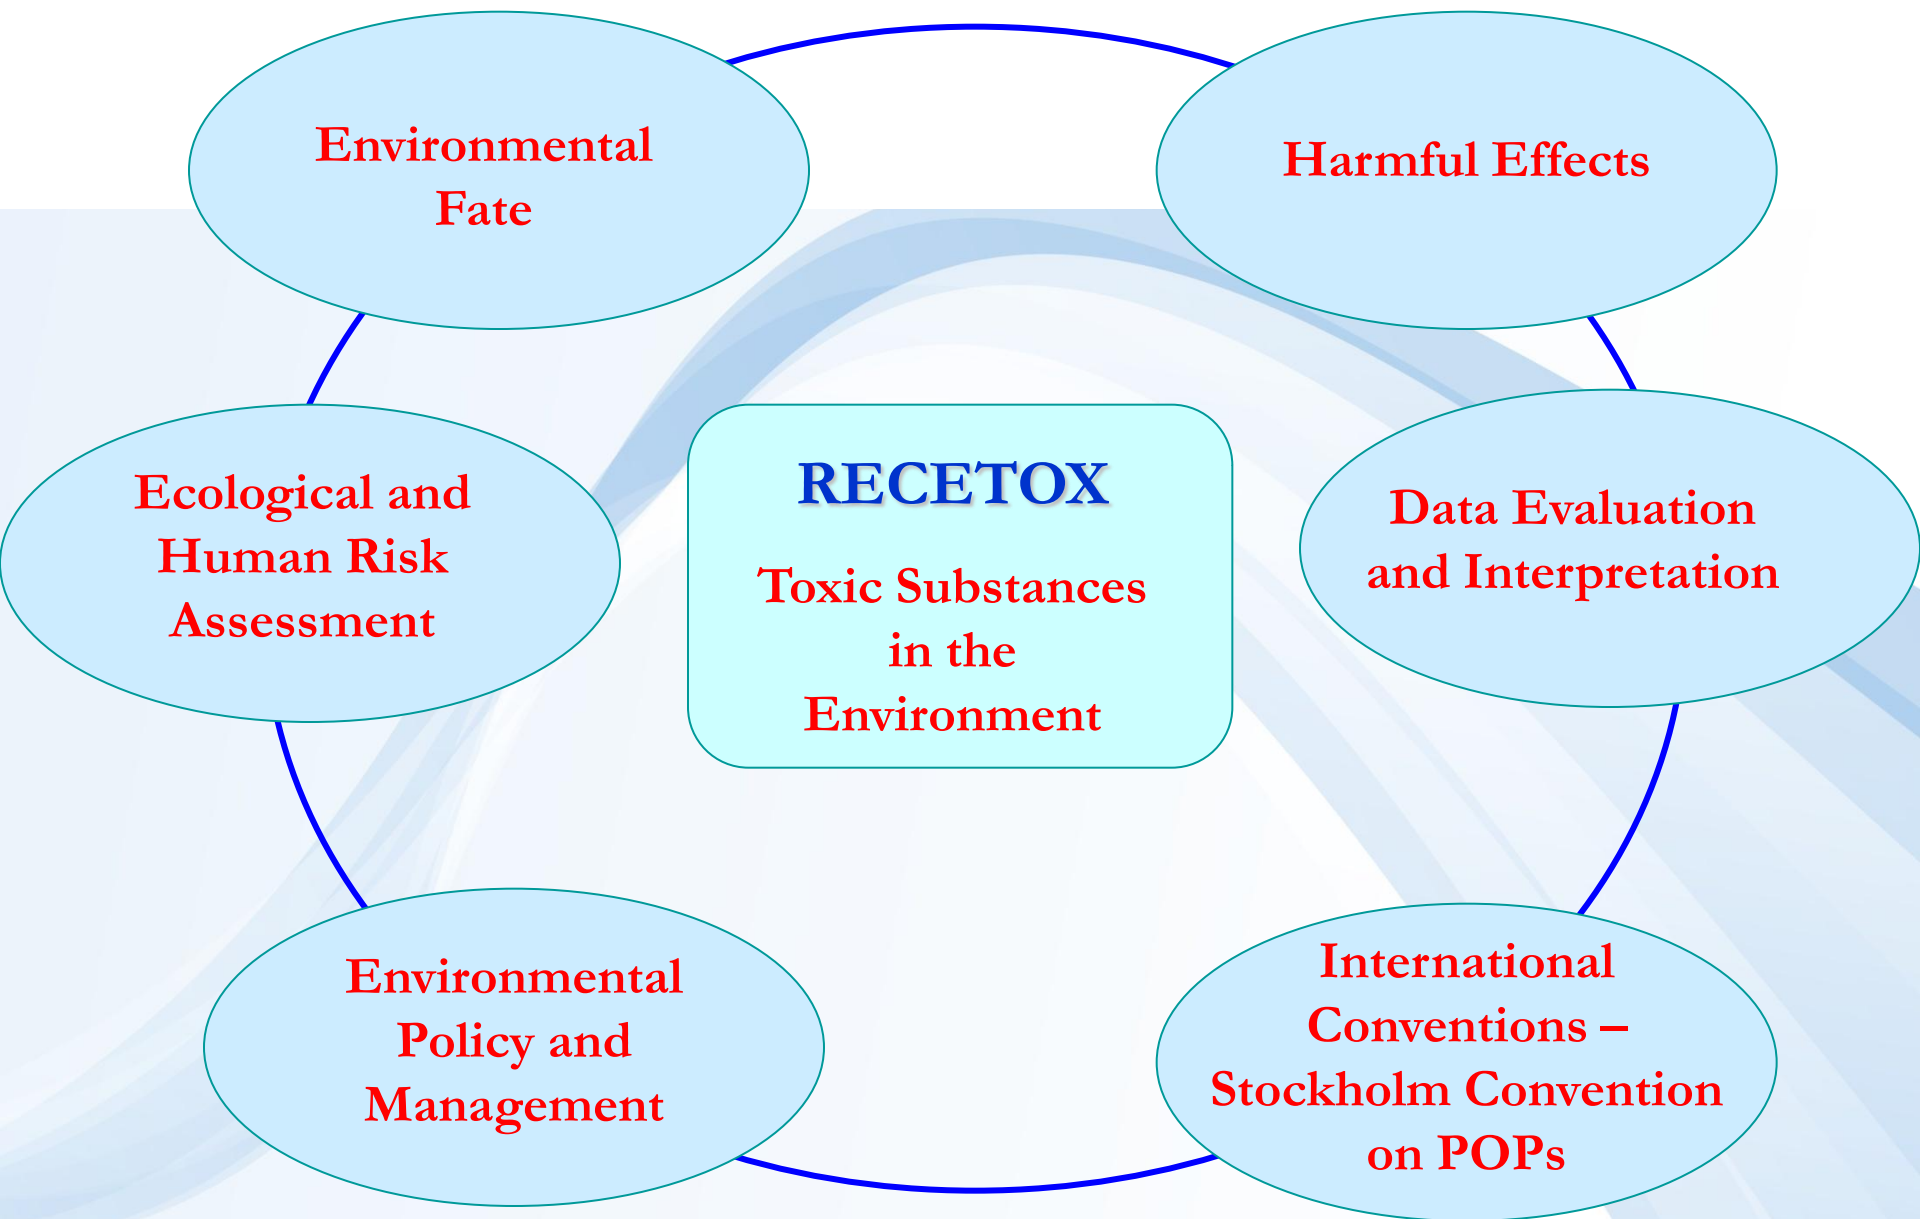 Environmental
Fate
Harmful Effects
Ecological and
Human Risk
Assessment
RECETOX
Toxic Substances
in the
Environment
Data Evaluation
and Interpretation
Environmental
Policy and
Management
International
Conventions –
Stockholm Convention
on POPs